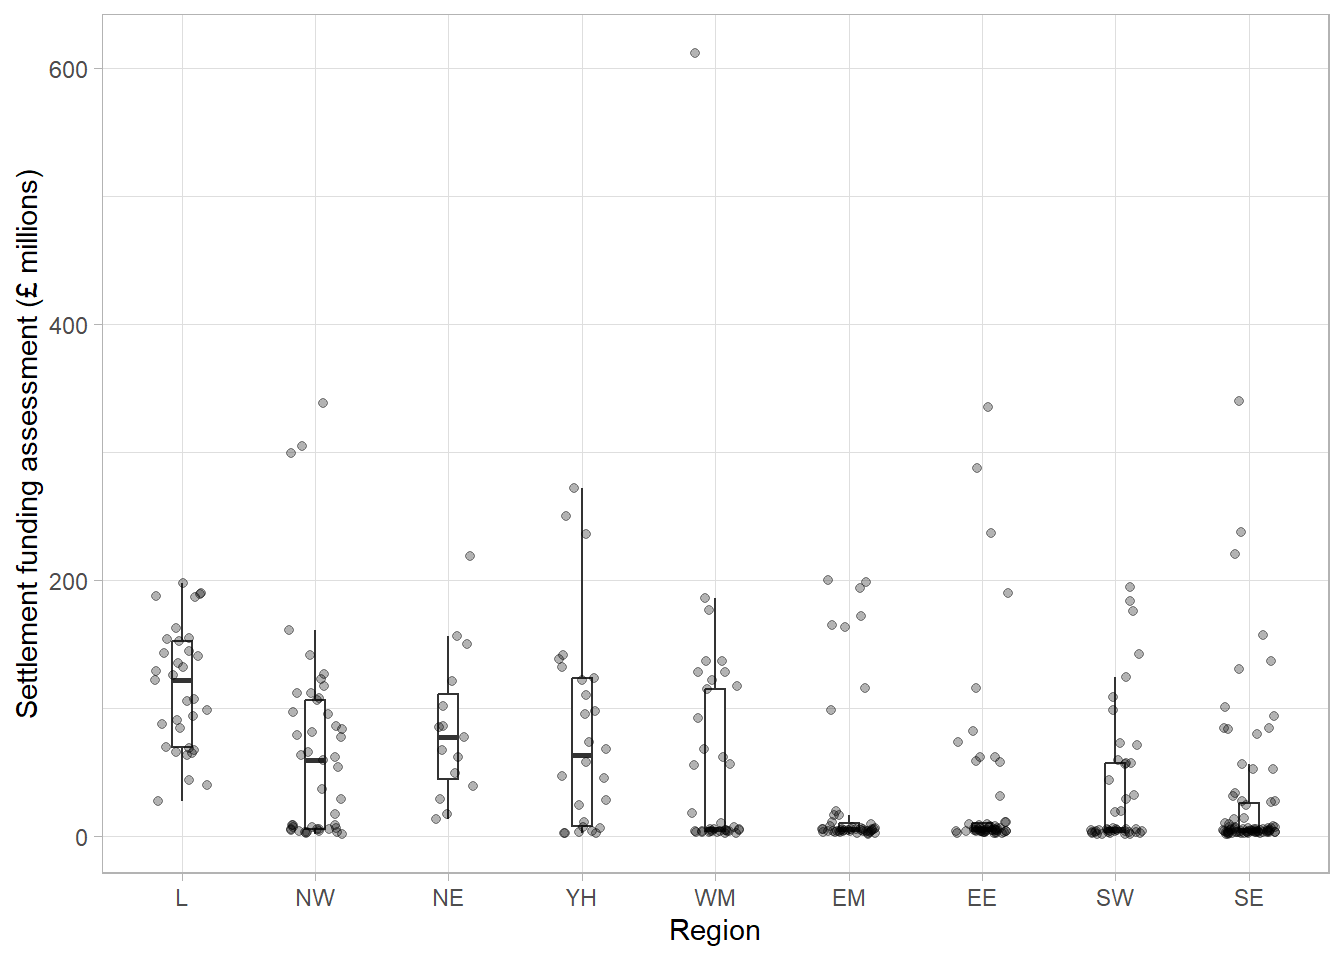 Settlement funding assessment (£ millions)
600
400
200
0
L NW NE YH WM EM EE SW SE
Region